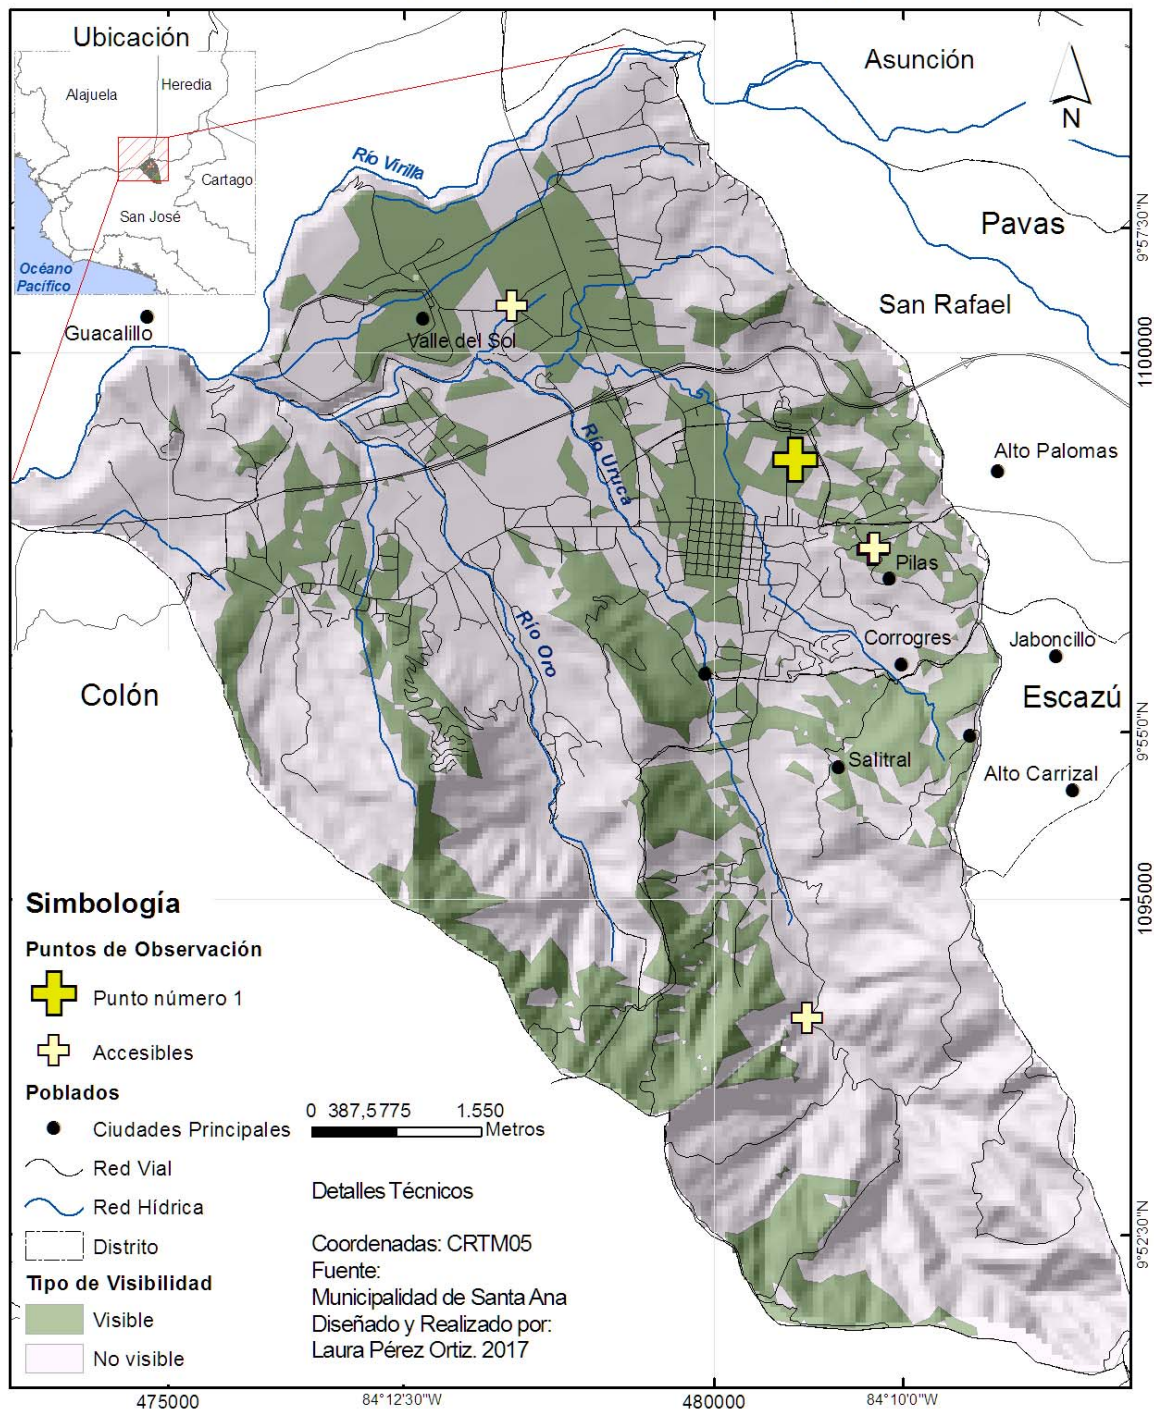 Ubicación
Alajuela
Heredia
Cartago
San José
Océano
Pacífico
Asunción
N
Río Virilla
Pavas
San Rafael
Guacalillo
Valle del Sol
Alto Palomas
Río Uruca
Pilas
Río Oro
Corrogres
Jaboncillo
Colón
Escazú
Salitral
Alto Carrizal
9°57'30"N
1100000
9°55'0"N
1095000
9°52'30"N
Simbología
Puntos de Observación
Punto número 1
Accesibles
Poblados
Ciudades Principales
Red Vial
Red Hídrica
Distrito
Tipo de Visibilidad
Visible
No visible
0 387,5775 1.550
Metros
Detalles Técnicos
Coordenadas: CRTM05
Fuente:
Municipalidad de Santa Ana
Diseñado y Realizado por:
Laura Pérez Ortiz. 2017
475000
84°12'30"W
480000
84°10'0"W